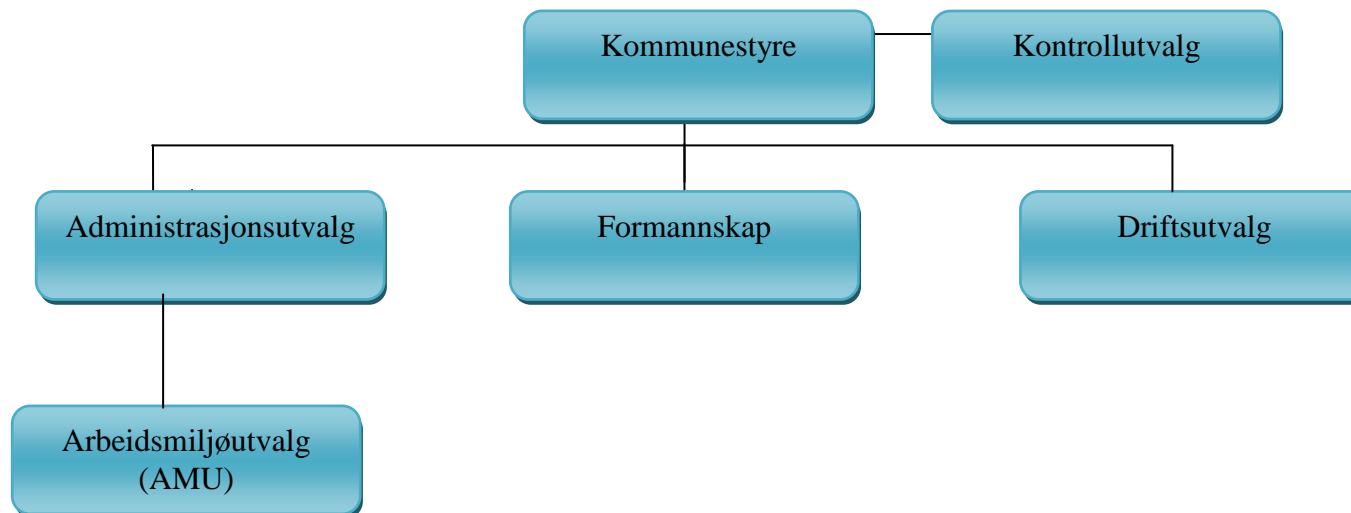 Kommunestyre
Kontrollutvalg
Administrasjonsutvalg
Formannskap
Driftsutvalg
Arbeidsmiljøutvalg
(AMU)